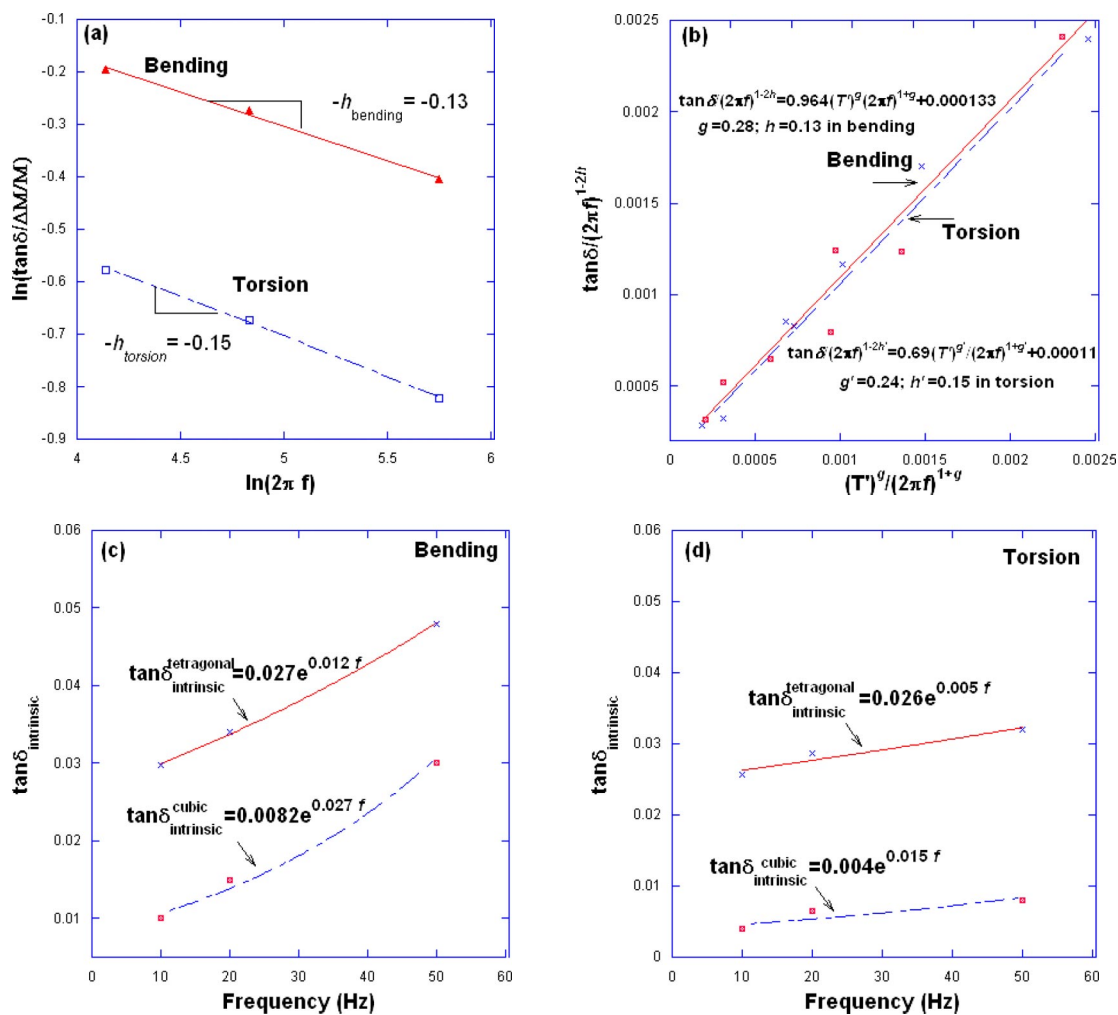 (a)
Bending
-h_bending = -0.13
Torsion
-h_torsion = -0.15
ln(tanδ/ΔM/M)
-0.1
-0.2
-0.3
-0.4
-0.5
-0.6
-0.7
-0.8
-0.9
4
4.5
5
5.5
6
ln(2π f)
(b)
tanδ/(2πf)^1-2h=0.964(T')^g(2πf)^1+g+0.000133
g=0.28; h=0.13 in bending
Bending
Torsion
tanδ/(2πf)^1-2h'=0.69(T')^g'/(2πf)^1+g'+0.00011
g'=0.24; h'=0.15 in torsion
tanδ/(2πf)^1-2h
0.0025
0.002
0.0015
0.001
0.0005
0
0.0005
0.001
0.0015
0.002
0.0025
(T')^g/(2πf)^1+g
(c)
Bending
tanδ^tetragonal_intrinsic=0.027e^0.012 f
tanδ^cubic_intrinsic=0.0082e^0.027 f
tanδ_intrinsic
0.06
0.05
0.04
0.03
0.02
0.01
0
10
20
30
40
50
60
Frequency (Hz)
(d)
Torsion
tanδ^tetragonal_intrinsic=0.026e^0.005 f
tanδ^cubic_intrinsic=0.004e^0.015 f
tanδ_intrinsic
0.06
0.05
0.04
0.03
0.02
0.01
0
0
10
20
30
40
50
60
Frequency (Hz)